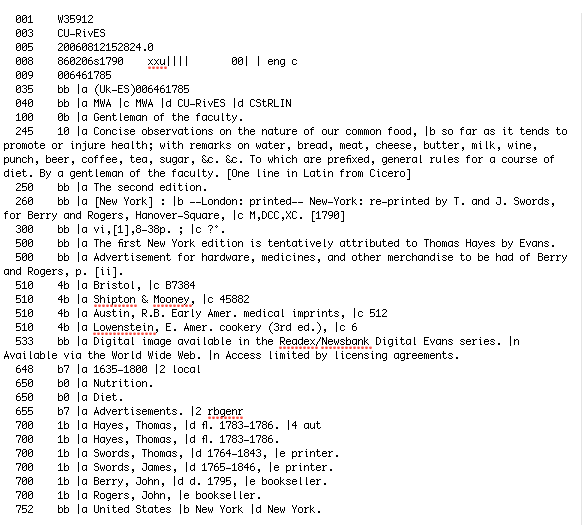 001 W35912
003 CU-RivES
005 20060812152824.0
008 860206s1790 xxu|||| 00| | eng c
009 006461785
035 bb |a (Uk-ES)006461785
040 bb |a MWA |c MWA |d CU-RivES |d CStRLIN
100 0b |a Gentleman of the faculty.
245 10 |a Concise observations on the nature of our common food, |b so far as it tends to
promote or injure health; with remarks on water, bread, meat, cheese, butter, milk, wine,
punch, beer, coffee, tea, sugar, &c. &c. To which are prefixed, general rules for a course of
diet. By a gentleman of the faculty. [One line in Latin from Cicero]
250 bb |a The second edition.
260 bb |a [New York] : |b --London: printed-- New-York: re-printed by T. and J. Swords,
for Berry and Rogers, Hanover-Square, |c M,DCC,XC. [1790]
300 bb |a vi,[1],8-38p. ; |c ?°.
500 bb |a The first New York edition is tentatively attributed to Thomas Hayes by Evans.
500 bb |a Advertisement for hardware, medicines, and other merchandise to be had of Berry
and Rogers, p. [ii].
510 4b |a Bristol, |c B7384
510 4b |a Shipton & Mooney, |c 45882
510 4b |a Austin, R.B. Early Amer. medical imprints, |c 512
510 4b |a Lowenstein, E. Amer. cookery (3rd ed.), |c 6
533 bb |a Digital image available in the Readex/Newsbank Digital Evans series. |n
Available via the World Wide Web. |n Access limited by licensing agreements.
648 b7 |a 1635-1800 |2 local
650 b0 |a Nutrition.
650 b0 |a Diet.
655 b7 |a Advertisements. |2 rbgenr
700 1b |a Hayes, Thomas, |d fl. 1783-1786. |4 aut
700 1b |a Hayes, Thomas, |d fl. 1783-1786.
700 1b |a Swords, Thomas, |d 1764-1843, |e printer.
700 1b |a Swords, James, |d 1765-1846, |e printer.
700 1b |a Berry, John, |d d. 1795, |e bookseller.
700 1b |a Rogers, John, |e bookseller.
752 bb |a United States |b New York |d New York.